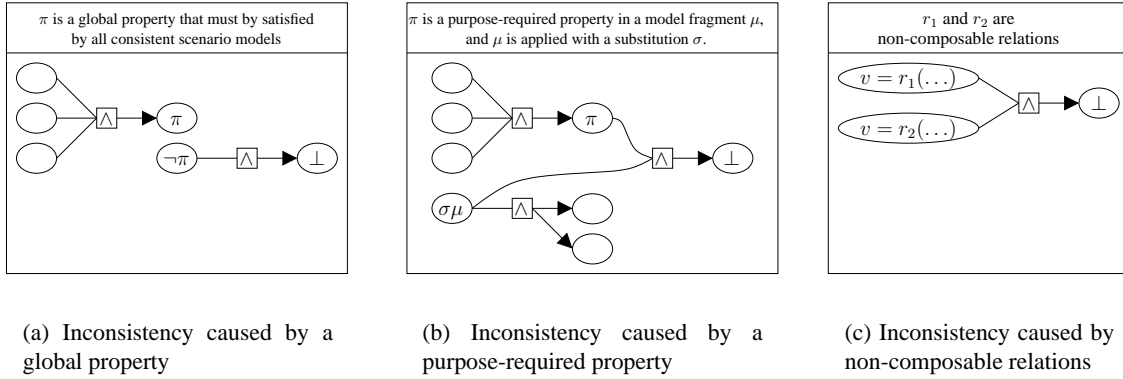 π is a global property that must by satisfied
by all consistent scenario models
∧
π
¬π
∧
⊥
π is a purpose-required property in a model fragment µ,
and µ is applied with a substitution σ.
∧
π
∧
⊥
σµ
∧
r1 and r2 are
non-composable relations
v = r1(. . .)
∧
⊥
v = r2(. . .)
(a) Inconsistency caused by a
global property
(b) Inconsistency caused by a
purpose-required property
(c) Inconsistency caused by
non-composable relations